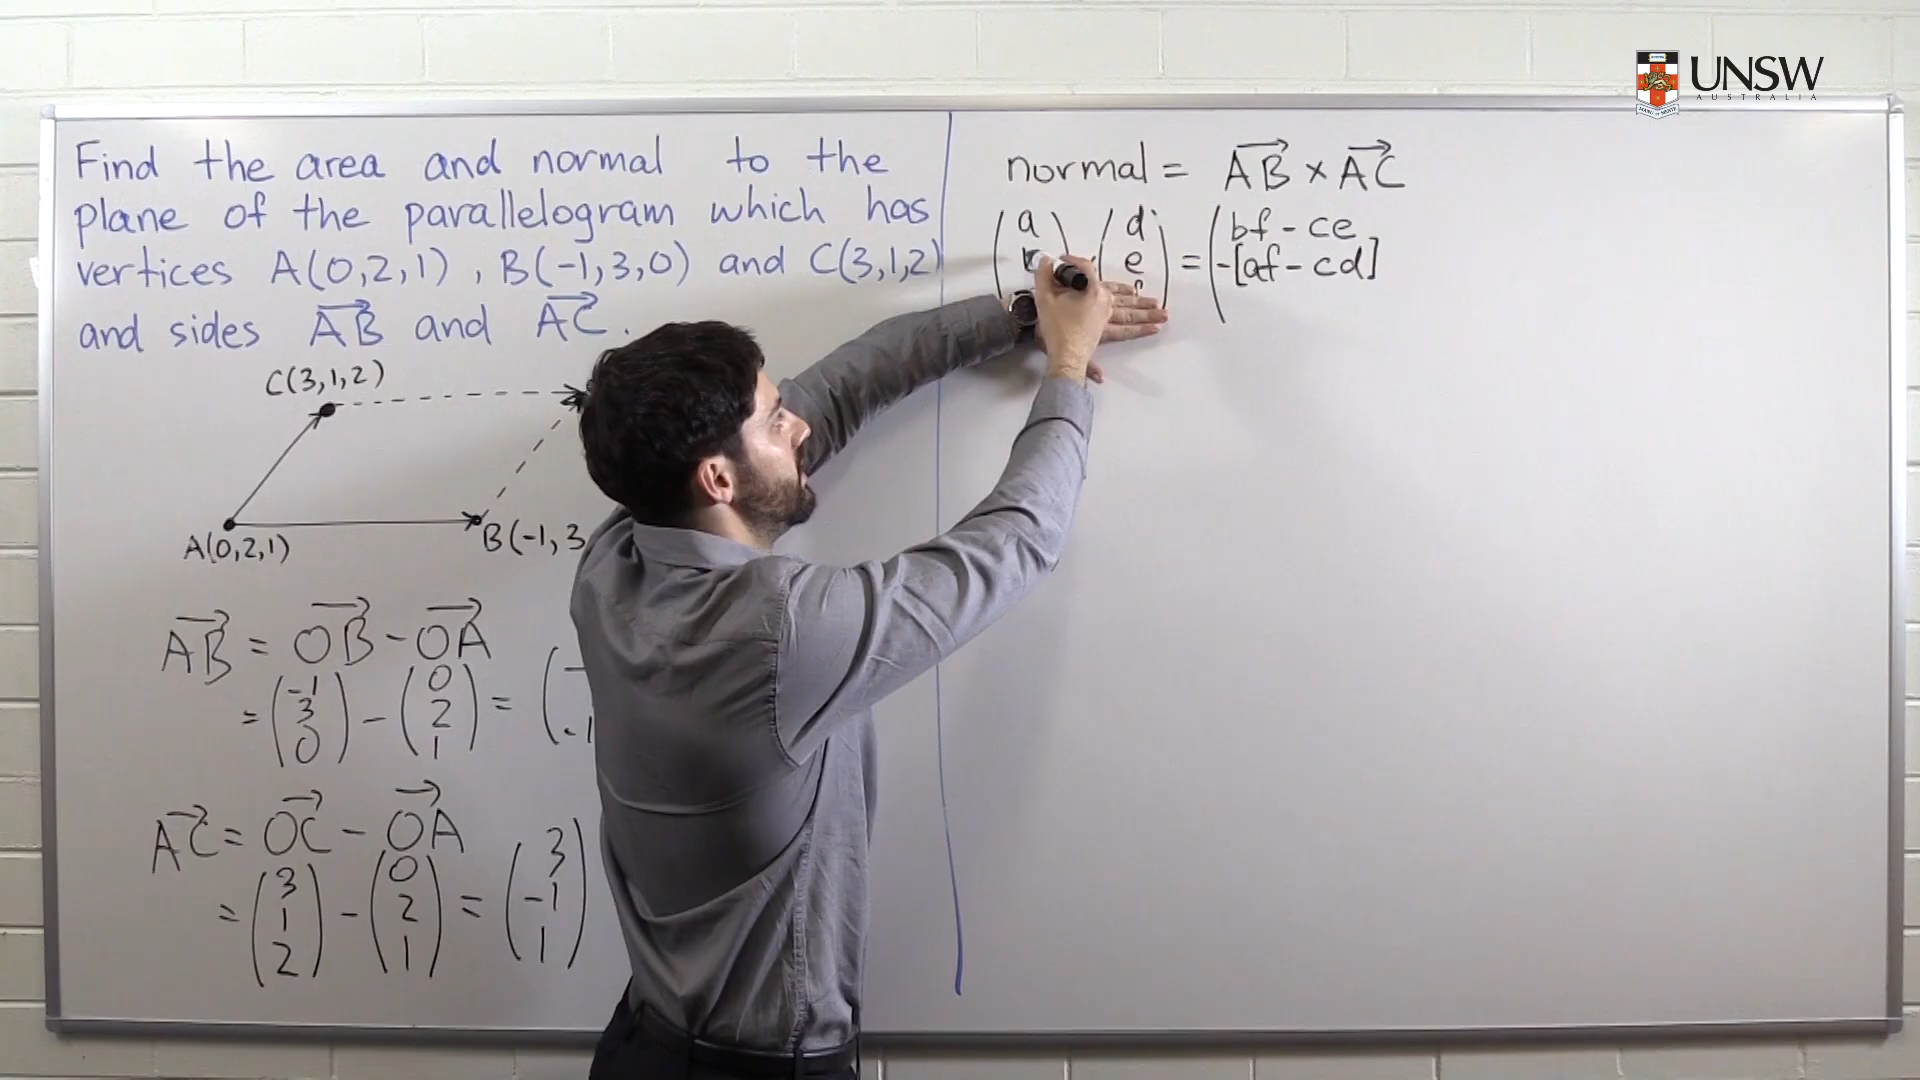 UNSW
AUSTRALIA
Find the area and normal to the
plane of the parallelogram which has
vertices A(0,2,1), B(-1,3,0) and C(3,1,2)
and sides AB and AC.
C(3,1,2)
A(0,2,1)
B(-1,3
AB = OB - OA
= (-1 3 0) - (0 2 1) = (
AC = OC - OA
= (3 1 2) - (0 2 1) = (3 -1 1)
normal = AB × AC
a d bf - ce
e = -[af - cd]